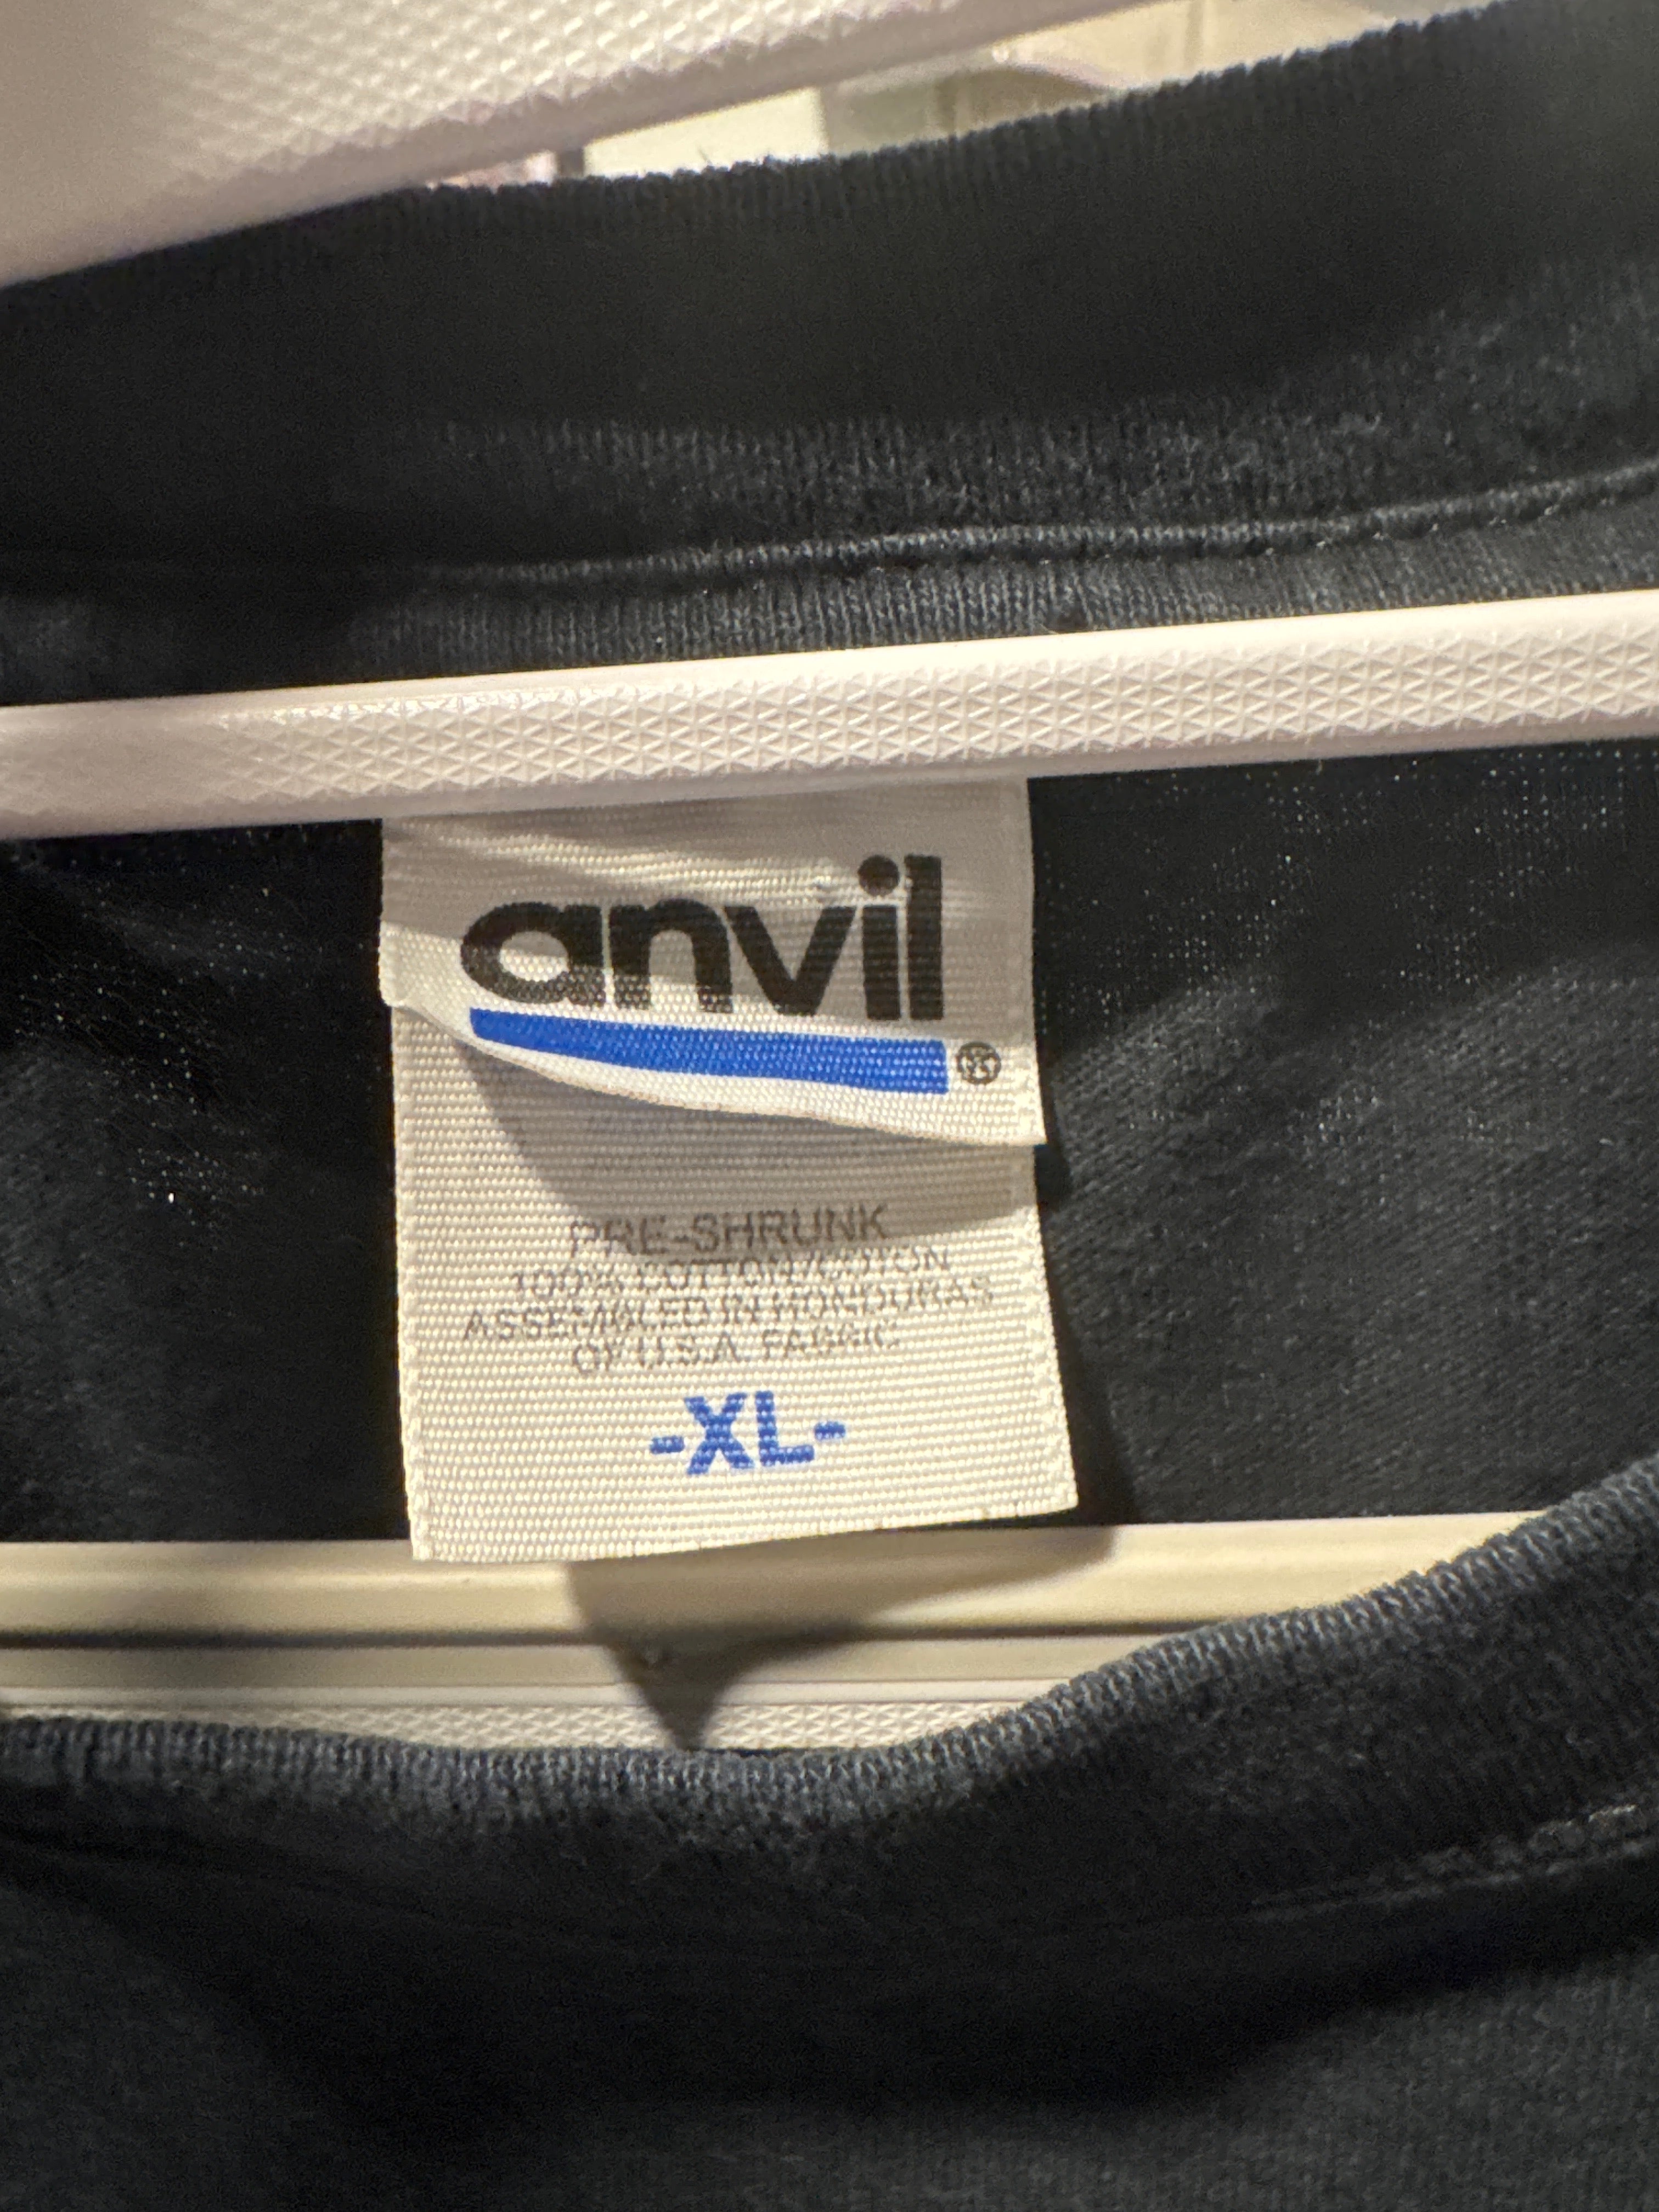 anvil
®
PRE-SHRUNK
100% COTTON/COTON
ASSEMBLED IN HONDURAS
OF U.S.A. FABRIC
-XL-